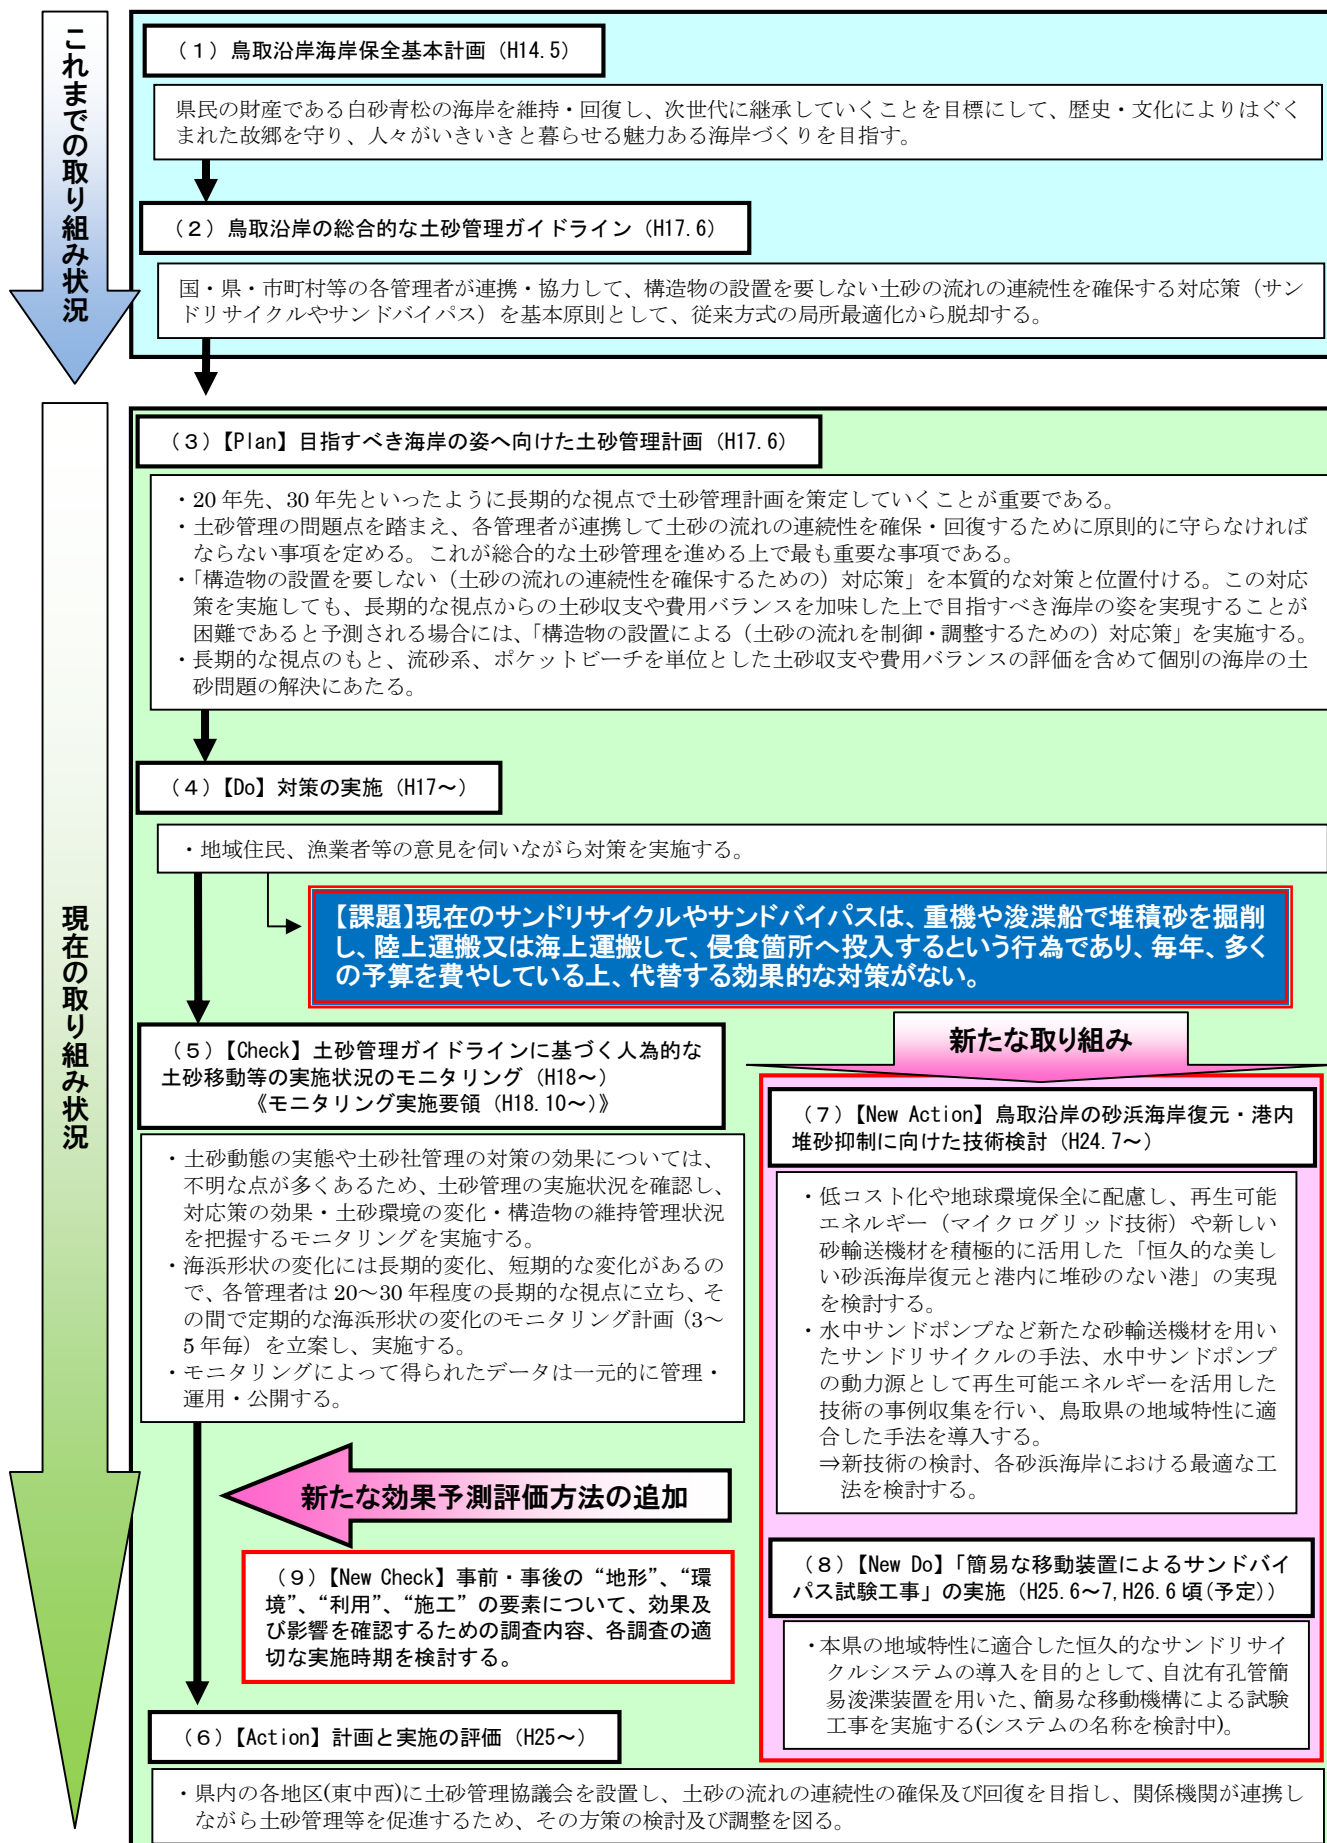 これまでの取り組み状況
（１）鳥取沿岸海岸保全基本計画（H14.5）
県民の財産である白砂青松の海岸を維持・回復し、次世代に継承していくことを目標にして、歴史・文化によりはぐく
まれた故郷を守り、人々がいきいきと暮らせる魅力ある海岸づくりを目指す。
（２）鳥取沿岸の総合的な土砂管理ガイドライン（H17.6）
国・県・市町村等の各管理者が連携・協力して、構造物の設置を要しない土砂の流れの連続性を確保する対応策（サン
ドリサイクルやサンドバイパス）を基本原則として、従来方式の局所最適化から脱却する。
現在の取り組み状況
（３）【Plan】目指すべき海岸の姿へ向けた土砂管理計画（H17.6）
・20 年先、30 年先といったように長期的な視点で土砂管理計画を策定していくことが重要である。
・土砂管理の問題点を踏まえ、各管理者が連携して土砂の流れの連続性を確保・回復するために原則的に守らなければ
ならない事項を定める。これが総合的な土砂管理を進める上で最も重要な事項である。
・「構造物の設置を要しない（土砂の流れの連続性を確保するための）対応策」を本質的な対策と位置付ける。この対応
策を実施しても、長期的な視点からの土砂収支や費用バランスを加味した上で目指すべき海岸の姿を実現することが
困難であると予測される場合には、「構造物の設置による（土砂の流れを制御・調整するための）対応策」を実施する。
・長期的な視点のもと、流砂系、ポケットビーチを単位とした土砂収支や費用バランスの評価を含めて個別の海岸の土
砂問題の解決にあたる。
（４）【Do】対策の実施（H17～）
・地域住民、漁業者等の意見を伺いながら対策を実施する。
【課題】現在のサンドリサイクルやサンドバイパスは、重機や浚渫船で堆積砂を掘削
し、陸上運搬又は海上運搬して、侵食箇所へ投入するという行為であり、毎年、多く
の予算を費やしている上、代替する効果的な対策がない。
（５）【Check】土砂管理ガイドラインに基づく人為的な
土砂移動等の実施状況のモニタリング（H18～）
《モニタリング実施要領（H18.10～）》
・土砂動態の実態や土砂社管理の対策の効果については、
不明な点が多くあるため、土砂管理の実施状況を確認し、
対応策の効果・土砂環境の変化・構造物の維持管理状況
を把握するモニタリングを実施する。
・海浜形状の変化には長期的変化、短期的な変化があるの
で、各管理者は 20～30 年程度の長期的な視点に立ち、そ
の間で定期的な海浜形状の変化のモニタリング計画（3～
5 年毎）を立案し、実施する。
・モニタリングによって得られたデータは一元的に管理・
運用・公開する。
新たな取り組み
（７）【New Action】鳥取沿岸の砂浜海岸復元・港内
堆砂抑制に向けた技術検討（H24.7～）
・低コスト化や地球環境保全に配慮し、再生可能
エネルギー（マイクログリッド技術）や新しい
砂輸送機材を積極的に活用した「恒久的な美し
い砂浜海岸復元と港内に堆砂のない港」の実現
を検討する。
・水中サンドポンプなど新たな砂輸送機材を用い
たサンドリサイクルの手法、水中サンドポンプ
の動力源として再生可能エネルギーを活用した
技術の事例収集を行い、鳥取県の地域特性に適
合した手法を導入する。
⇒新技術の検討、各砂浜海岸における最適な工
法を検討する。
（８）【New Do】「簡易な移動装置によるサンドバイ
パス試験工事」の実施（H25.6～7,H26.6 頃(予定)）
・本県の地域特性に適合した恒久的なサンドリサイ
クルシステムの導入を目的として、自沈有孔管簡
易浚渫装置を用いた、簡易な移動機構による試験
工事を実施する(システムの名称を検討中)。
新たな効果予測評価方法の追加
（９）【New Check】事前・事後の“地形”、“環
境”、“利用”、“施工”の要素について、効果及
び影響を確認するための調査内容、各調査の適
切な実施時期を検討する。
（６）【Action】計画と実施の評価（H25～）
・県内の各地区(東中西)に土砂管理協議会を設置し、土砂の流れの連続性の確保及び回復を目指し、関係機関が連携し
ながら土砂管理等を促進するため、その方策の検討及び調整を図る。